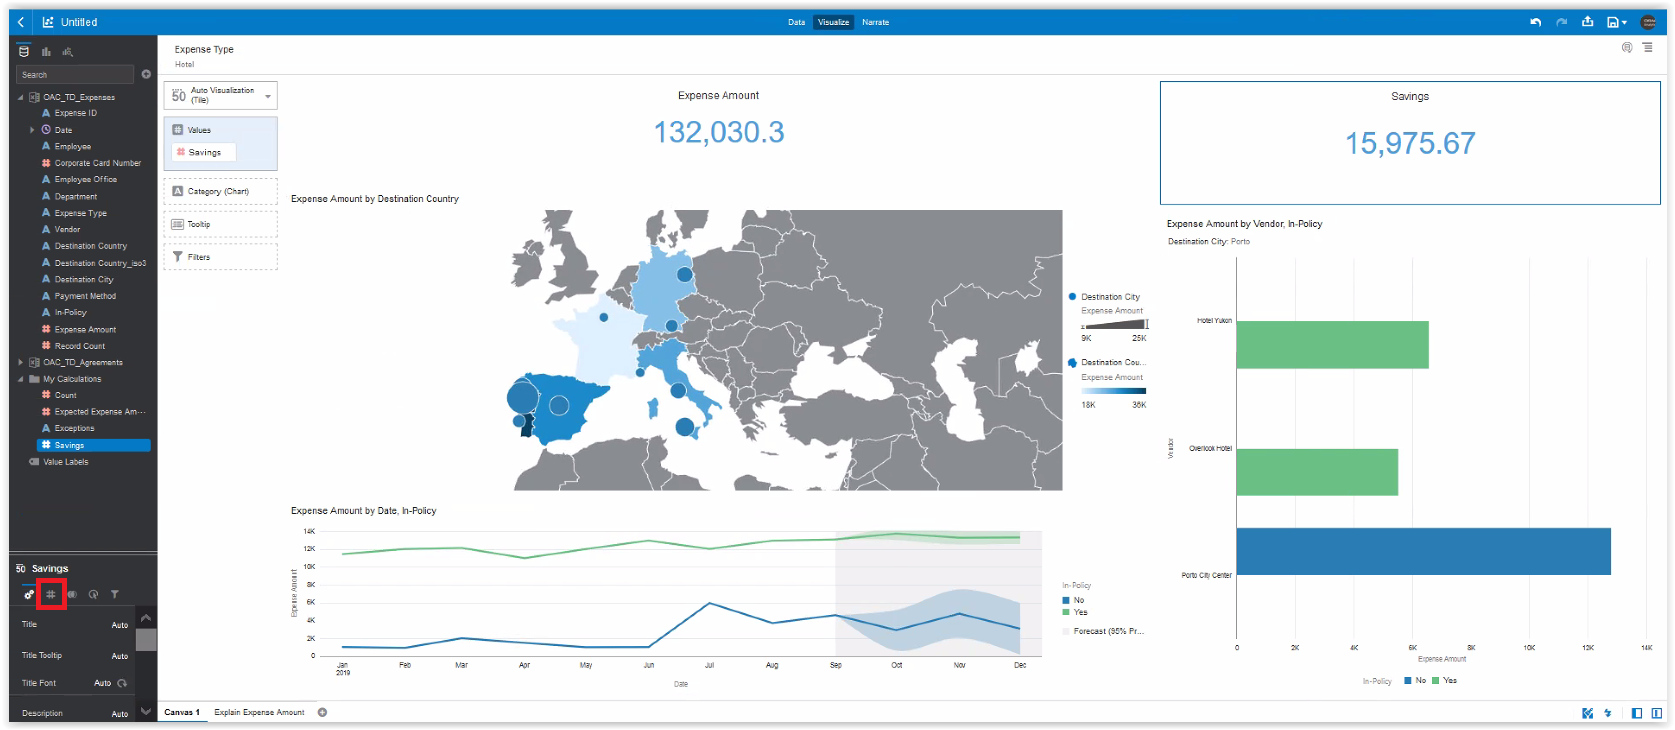 Untitled
Data Visualize Narrate
Search
OAC_TD_Expenses
Expense ID
Date
Employee
Corporate Card Number
Employee Office
Department
Expense Type
Vendor
Destination Country
Destination Country_iso3
Destination City
Payment Method
In-Policy
Expense Amount
Record Count
OAC_TD_Agreements
My Calculations
Count
Expected Expense Am...
Exceptions
Savings
Value Labels
50 Savings
Title Auto
Title Tooltip Auto
Title Font Auto
Description Auto
Expense Type
Hotel
50 Auto Visualization
(Tile)
Values
Savings
Category (Chart)
Tooltip
Filters
Expense Amount
132,030.3
Savings
15,975.67
Expense Amount by Destination Country
Destination City
Expense Amount
9K 25K
Destination Cou...
Expense Amount
18K 36K
Expense Amount by Date, In-Policy
Expense Amount
14K
12K
10K
8K
6K
4K
2K
0
Jan Feb Mar Apr May Jun Jul Aug Sep Oct Nov Dec
2019
Date
In-Policy
No
Yes
Forecast (95% Pr...
Expense Amount by Vendor, In-Policy
Destination City: Porto
Vendor
Hotel Yukon
Overlook Hotel
Porto City Center
0 2K 4K 6K 8K 10K 12K 14K
Expense Amount
In-Policy No Yes
Canvas 1 Explain Expense Amount